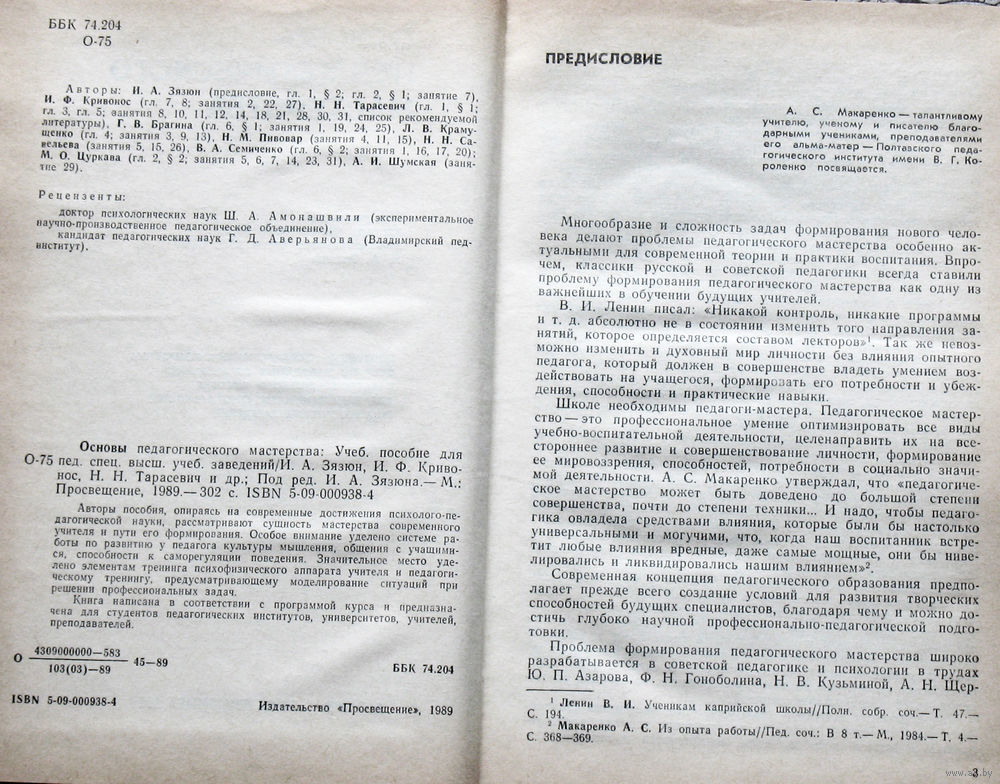 ББК 74.204
О-75
Авторы: И. А. Зязюн (предисловие, гл. 1, § 2; гл. 2, § 1; занятие 7),
И. Ф. Кривонос (гл. 7, 8; занятия 2, 22, 27), Н. Н. Тарасевич (гл. 1, § 1;
гл. 3, гл. 5; занятия 8, 10, 11, 12, 14, 18, 21, 28, 30, 31, список рекомендуемой
литературы), Г. В. Брагина (гл. 6, § 1; занятия 1, 19, 24, 25), Л. В. Краму-
щенко (гл. 4; занятия 3, 9, 13), Н. М. Пивовар (занятия 4, 11, 15), Н. Н. Са-
вельева (занятия 5, 15, 26), В. А. Семиченко (гл. 6, § 2; занятия 1, 16, 17, 20);
М. О. Цуркава (гл. 2, § 2; занятия 5, 6, 7, 14, 23, 31), А. И. Шумская (заня-
тие 29).
Рецензенты:
доктор психологических наук Ш. А. Амонашвили (экспериментальное
научно-производственное педагогическое объединение),
кандидат педагогических наук Г. Д. Аверьянова (Владимирский пед-
институт).
Основы педагогического мастерства: Учеб. пособие для
О-75 пед. спец. высш. учеб. заведений/И. А. Зязюн, И. Ф. Криво-
нос, Н. Н. Тарасевич и др.; Под ред. И. А. Зязюна.— М.:
Просвещение, 1989.— 302 с. ISBN 5-09-000938-4
Авторы пособия, опираясь на современные достижения психолого-пе-
дагогической науки, рассматривают сущность мастерства современного
учителя и пути его формирования. Особое внимание уделено системе ра-
боты по развитию у педагога культуры мышления, общения с учащими-
ся, способности к саморегуляции поведения. Значительное место уде-
лено элементам тренинга психофизического аппарата учителя и педагоги-
ческому тренингу, предусматривающему моделирование ситуаций при
решении профессиональных задач.
Книга написана в соответствии с программой курса и предназна-
чена для студентов педагогических институтов, университетов, учителей,
преподавателей.
О 4309000000—583
103(03)—89 45—89
ББК 74.204
ISBN 5-09-000938-4
Издательство «Просвещение», 1989
ПРЕДИСЛОВИЕ
А. С. Макаренко — талантливому
учителю, ученому и писателю благо-
дарными учениками, преподавателями
его альма-матер — Полтавского педа-
гогического института имени В. Г. Ко-
роленко посвящается.
Многообразие и сложность задач формирования нового чело-
века делают проблемы педагогического мастерства особенно ак-
туальными для современной теории и практики воспитания. Впро-
чем, классики русской и советской педагогики всегда ставили
проблему формирования педагогического мастерства как одну из
важнейших в обучении будущих учителей.
В. И. Ленин писал: «Никакой контроль, никакие программы
и т. д. абсолютно не в состоянии изменить того направления за-
нятий, которое определяется составом лекторов»¹. Так же невоз-
можно изменить и духовный мир личности без влияния опытного
педагога, который должен в совершенстве владеть умением воз-
действовать на учащегося, формировать его потребности и убеж-
дения, способности и практические навыки.
Школе необходимы педагоги-мастера. Педагогическое мастер-
ство — это профессиональное умение оптимизировать все виды
учебно-воспитательной деятельности, целенаправить их на все-
стороннее развитие и совершенствование личности, формирование
ее мировоззрения, способностей, потребности в социально значи-
мой деятельности. А. С. Макаренко утверждал, что «педагогиче-
ское мастерство может быть доведено до большой степени
совершенства, почти до степени техники... И надо, чтобы педаго-
гика овладела средствами влияния, которые были бы настолько
универсальными и могучими, что, когда наш воспитанник встре-
тит любые влияния вредные, даже самые мощные, они бы ниве-
лировались и ликвидировались нашим влиянием»².
Современная концепция педагогического образования предпо-
лагает прежде всего создание условий для развития творческих
способностей будущих специалистов, благодаря чему и можно до-
стичь глубоко научной профессионально-педагогической подго-
товки.
Проблема формирования педагогического мастерства широко
разрабатывается в советской педагогике и психологии в трудах
Ю. П. Азарова, Ф. Н. Гоноболина, Н. В. Кузьминой, А. Н. Щер-
¹ Ленин В. И. Ученикам каприйской школы//Полн. собр. соч.— Т. 47.—
С. 194.
² Макаренко А. С. Из опыта работы//Пед. соч.: В 8 т.— М., 1984.— Т. 4.—
С. 368—369.
3
www.ay.by